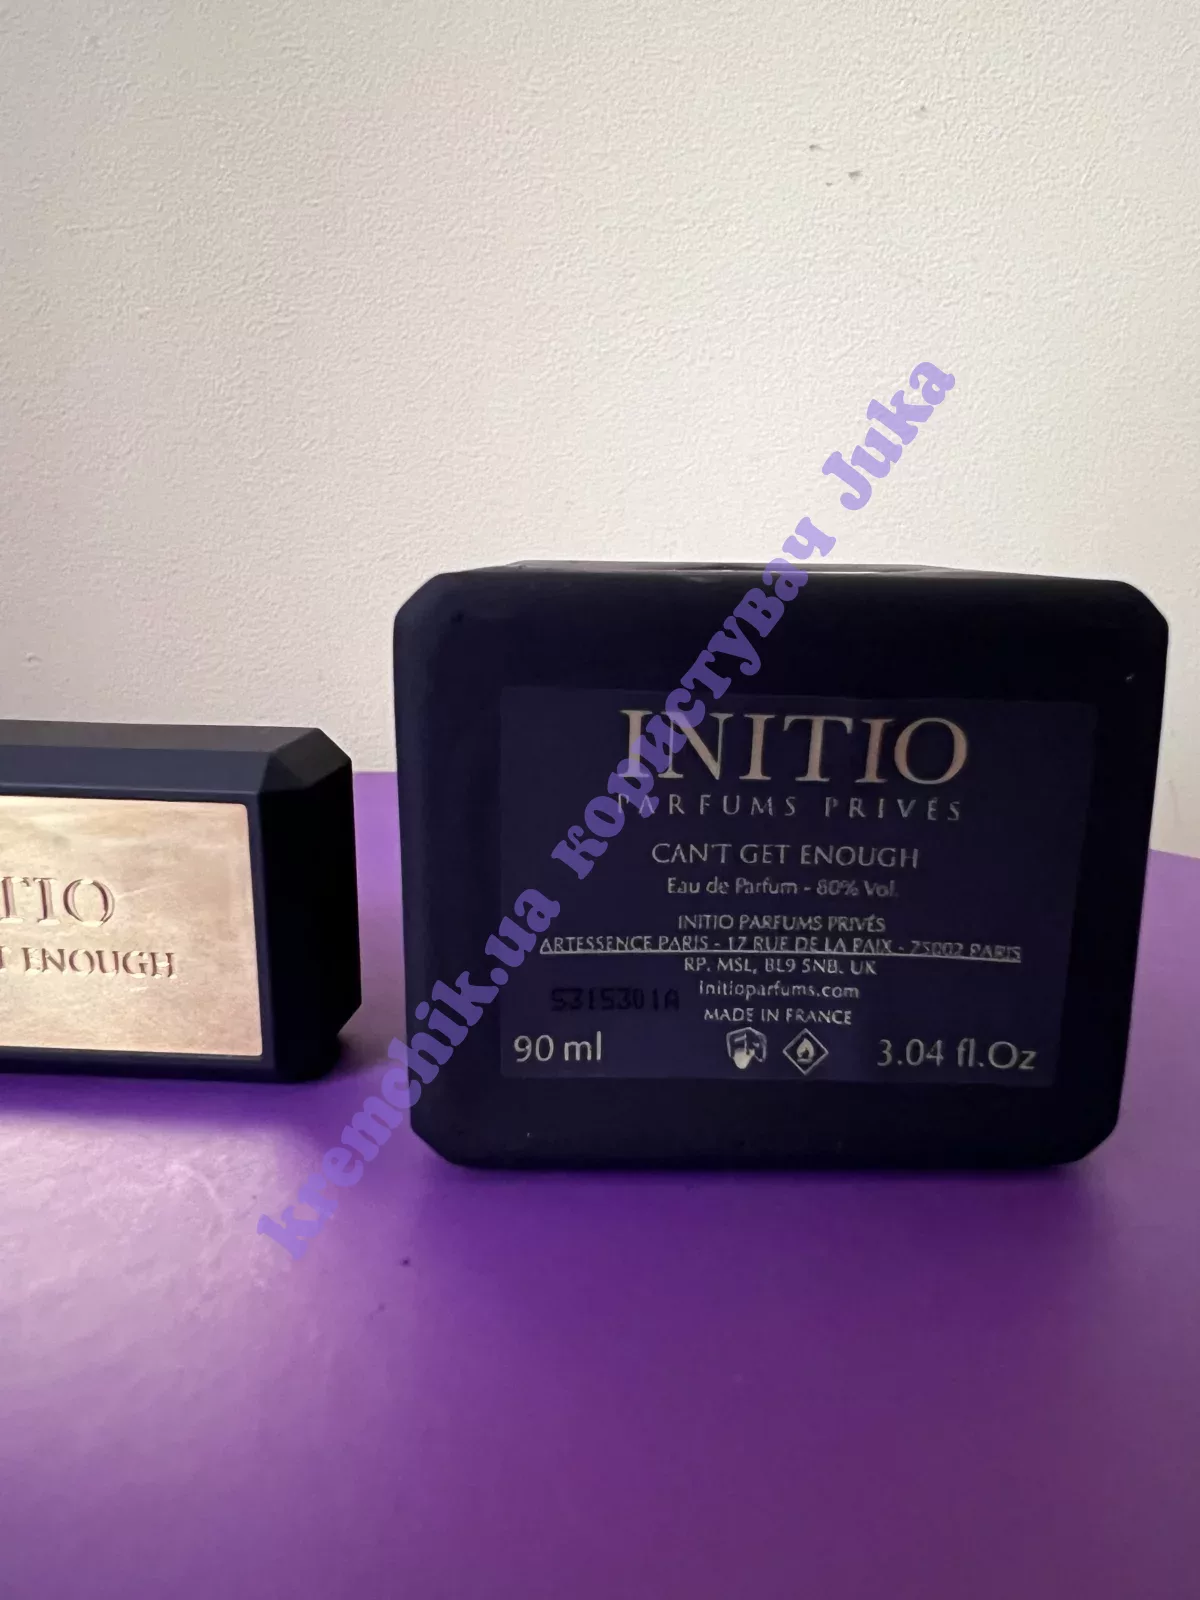 INITIO
PARFUMS PRIVÉS
CAN'T GET ENOUGH
Eau de Parfum - 80% Vol.
INITIO PARFUMS PRIVÉS
ARTESSENCE PARIS - 17 RUE DE LA PAIX - 75002 PARIS
RP. MSL, BL9 5NB. UK
initioparfums.com
5315301A
MADE IN FRANCE
90 ml
3.04 fl.Oz
ITIO
T ENOUGH
kremchik.ua користувач Juka